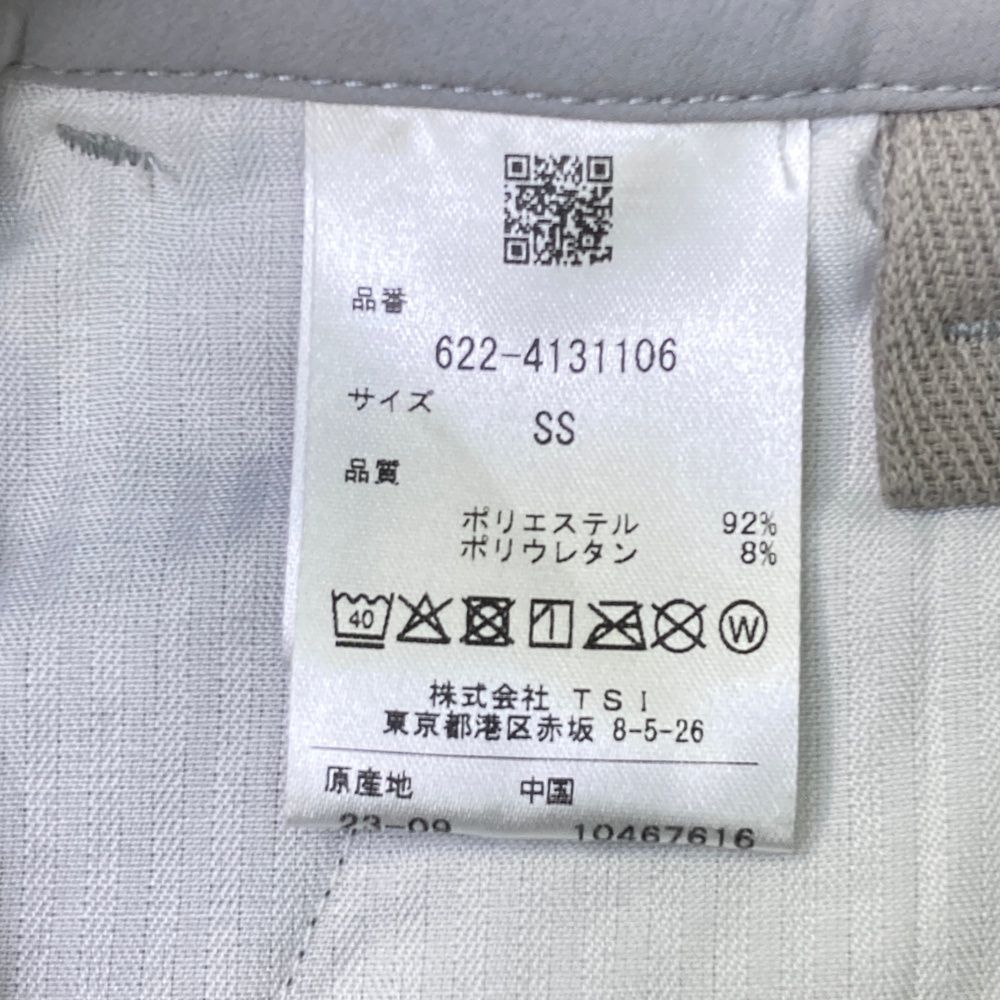 品番
622-4131106
サイズ
SS
品質
ポリエステル 92%
ポリウレタン 8%
40
W
株式会社 TSI
東京都港区赤坂 8-5-26
原産地 中国
23-09 10467616